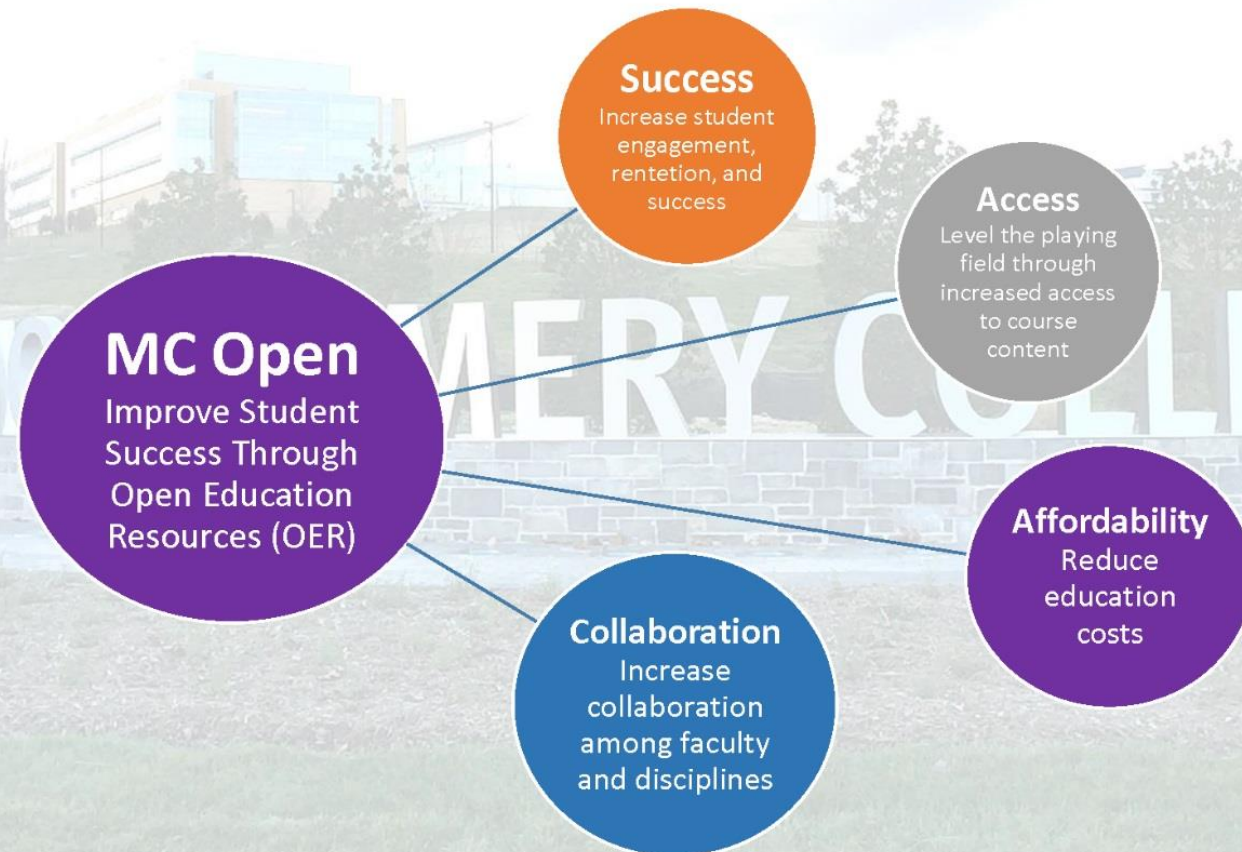 Success
Increase student
engagement,
rentetion, and
success
Access
Level the playing
field through
increased access
to course
content
MC Open
Improve Student
Success Through
Open Education
Resources (OER)
MERY COLL
Affordability
Reduce
education
costs
Collaboration
Increase
collaboration
among faculty
and disciplines